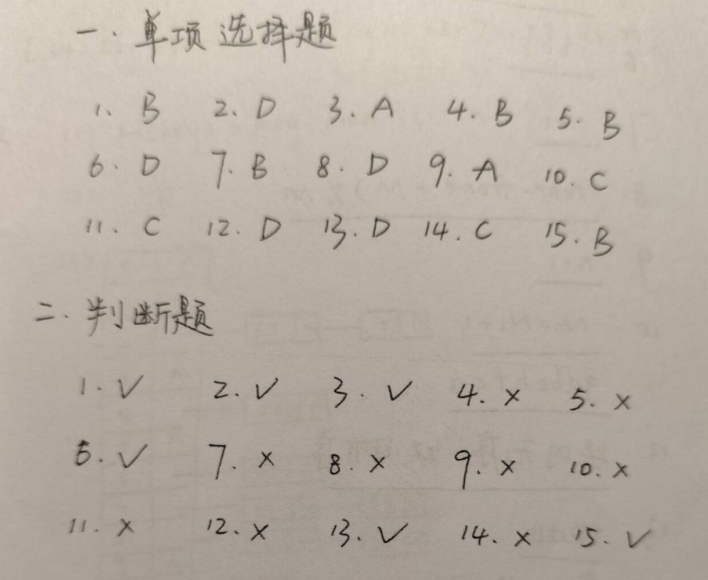 一、单项选择题
1. B 2. D 3. A 4. B 5. B
6. D 7. B 8. D 9. A 10. C
11. C 12. D 13. D 14. C 15. B
二、判断题
1. √ 2. √ 3. √ 4. × 5. ×
6. √ 7. × 8. × 9. × 10. ×
11. × 12. × 13. √ 14. × 15. √